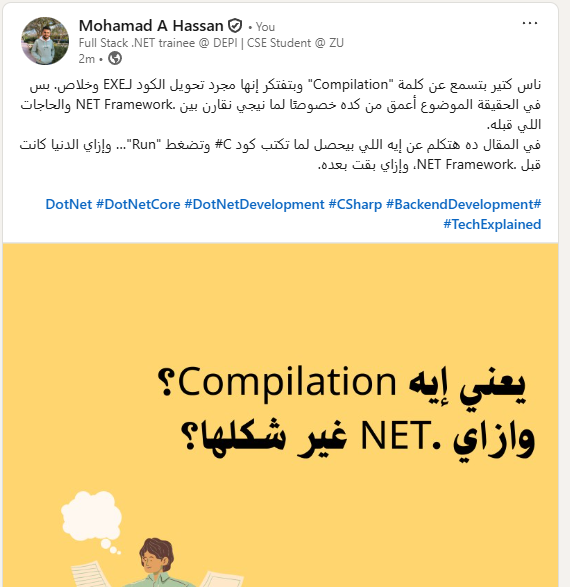 Mohamad A Hassan • You
Full Stack .NET trainee @ DEPI | CSE Student @ ZU
2m •
ناس كتير بتسمع عن كلمة "Compilation" وبتفتكر إنها مجرد تحويل الكود لـEXE وخلاص. بس
في الحقيقة الموضوع أعمق من كده خصوصًا لما نيجي نقارن بين .NET Framework والحاجات
اللي قبله.
في المقال ده هتكلم عن إيه اللي بيحصل لما تكتب كود C# وتضغط "Run"... وإزاي الدنيا كانت
قبل .NET Framework، وإزاي بقت بعده.
#DotNet #DotNetCore #DotNetDevelopment #CSharp #BackendDevelopment
#TechExplained
يعني إيه Compilation؟
وازاي .NET غير شكلها؟